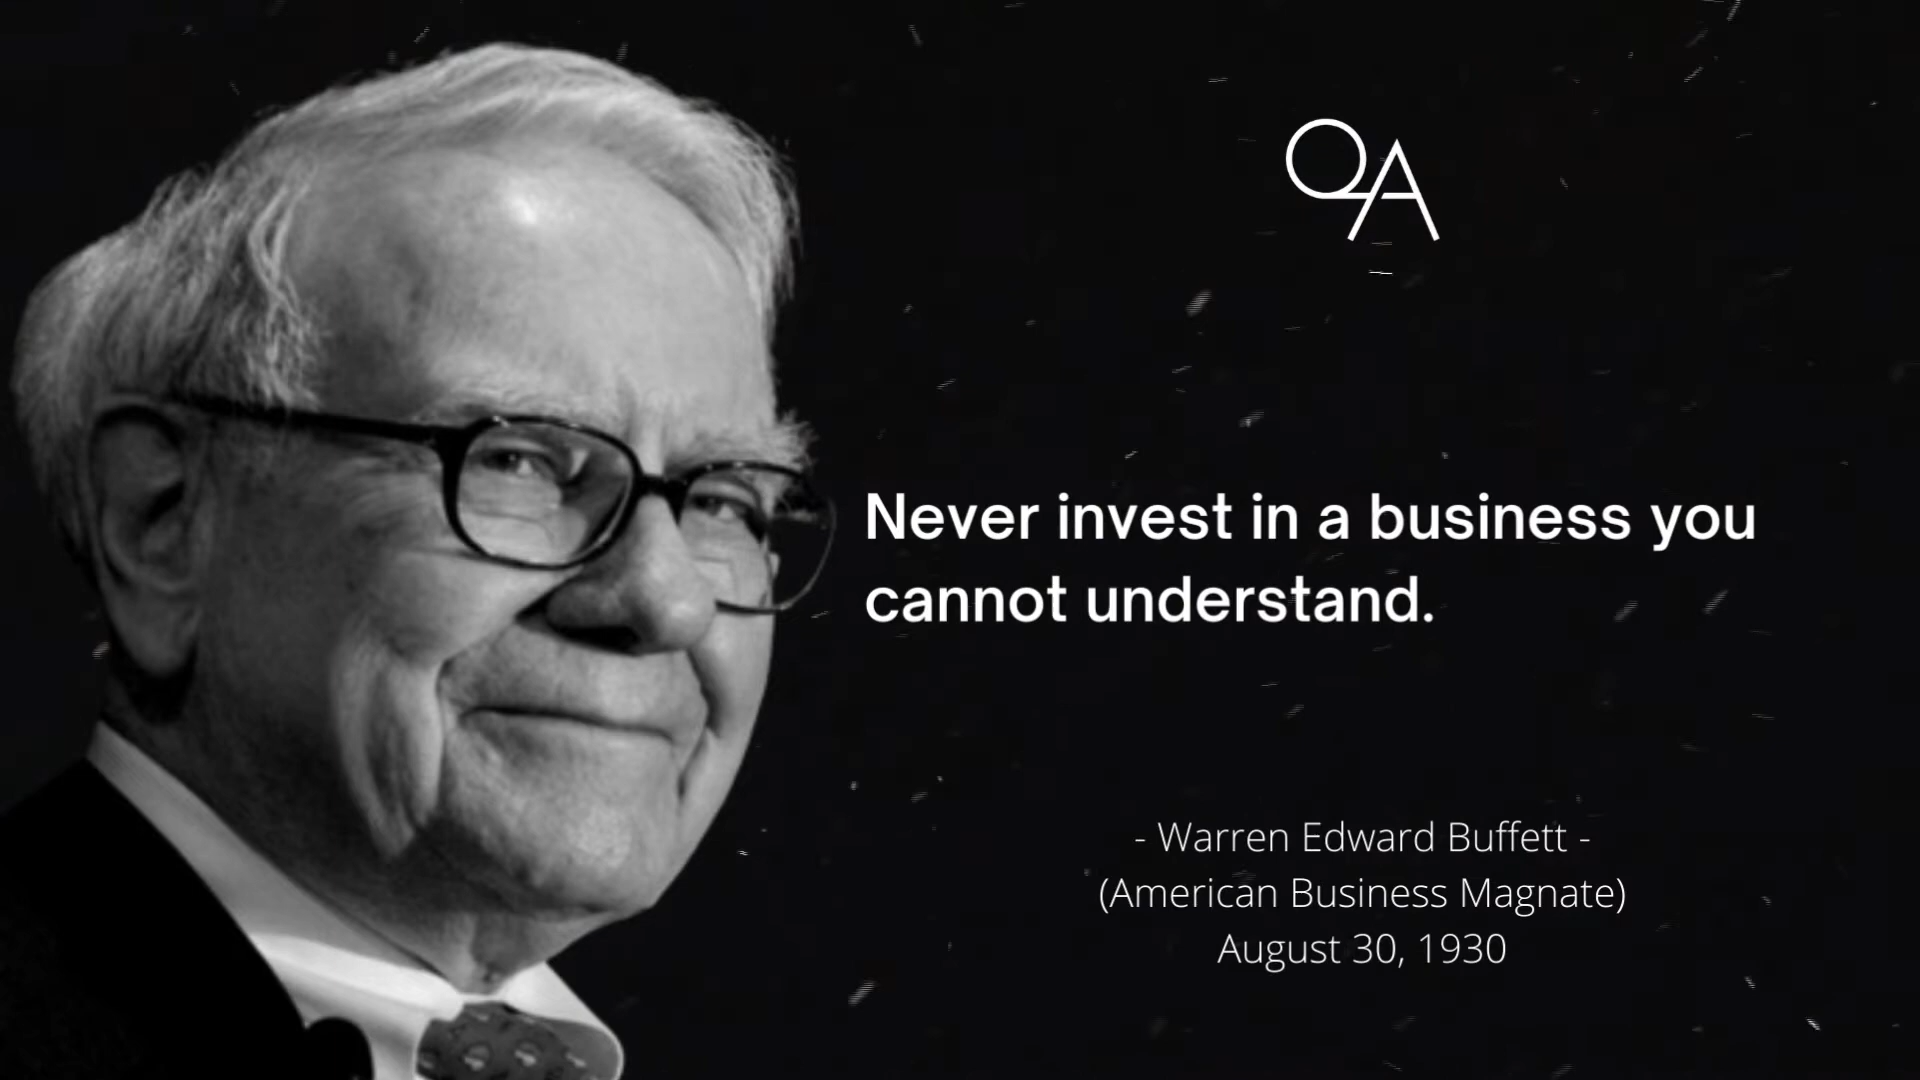 QA
Never invest in a business you
cannot understand.
- Warren Edward Buffett -
(American Business Magnate)
August 30, 1930